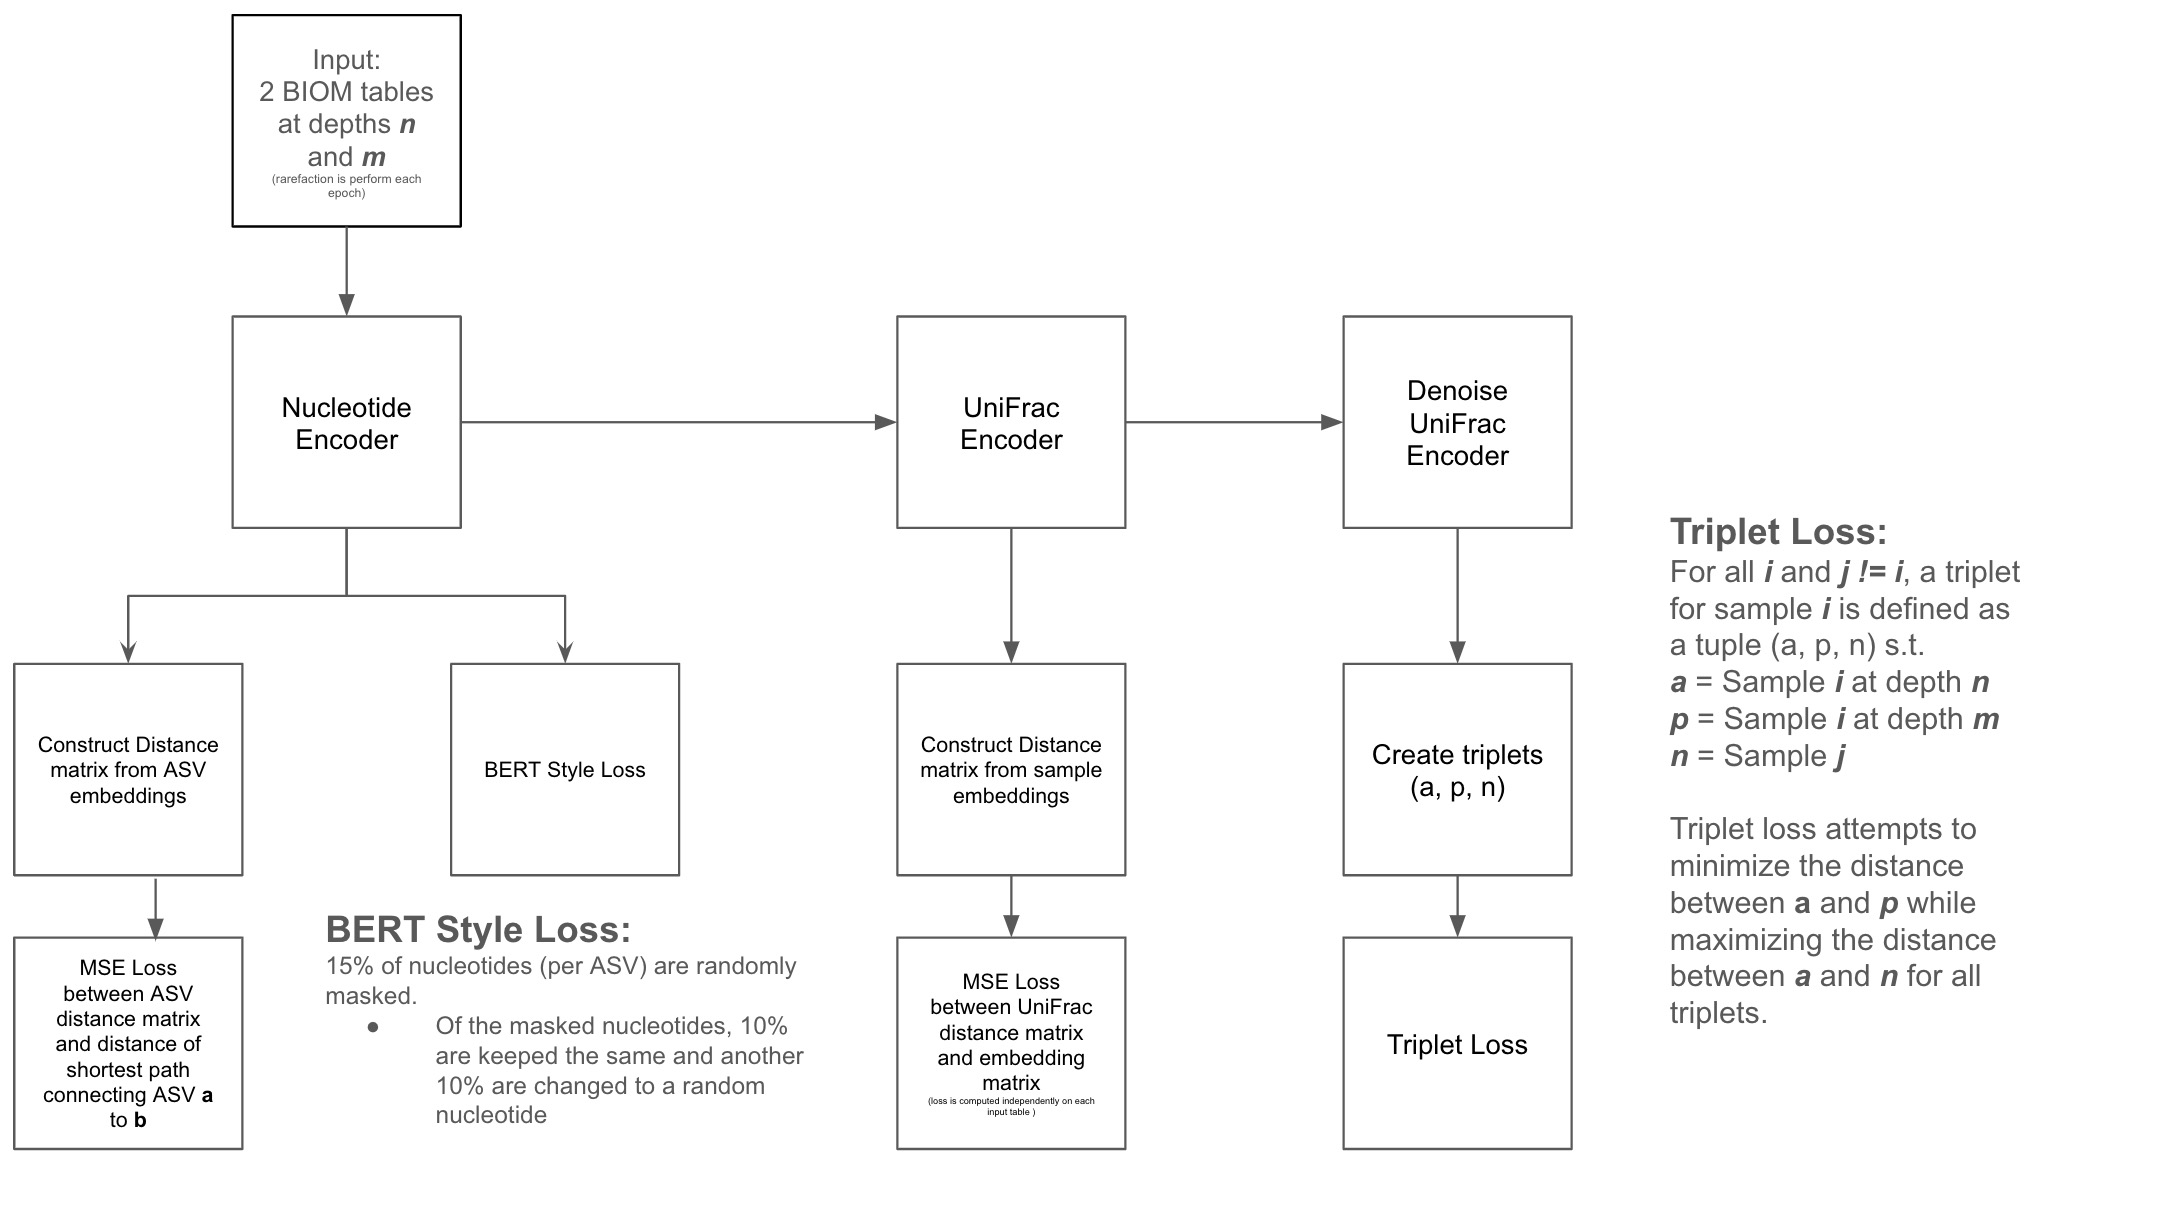 Input:
2 BIOM tables
at depths n
and m
(rarefaction is perform each
epoch)
Nucleotide
Encoder
UniFrac
Encoder
Denoise
UniFrac
Encoder
Construct Distance
matrix from ASV
embeddings
BERT Style Loss
Construct Distance
matrix from sample
embeddings
Create triplets
(a, p, n)
MSE Loss
between ASV
distance matrix
and distance of
shortest path
connecting ASV a
to b
BERT Style Loss:
15% of nucleotides (per ASV) are randomly
masked.
● Of the masked nucleotides, 10%
are keeped the same and another
10% are changed to a random
nucleotide
MSE Loss
between UniFrac
distance matrix
and embedding
matrix
(loss is computed independently on each
input table )
Triplet Loss
Triplet Loss:
For all i and j != i, a triplet
for sample i is defined as
a tuple (a, p, n) s.t.
a = Sample i at depth n
p = Sample i at depth m
n = Sample j
Triplet loss attempts to
minimize the distance
between a and p while
maximizing the distance
between a and n for all
triplets.